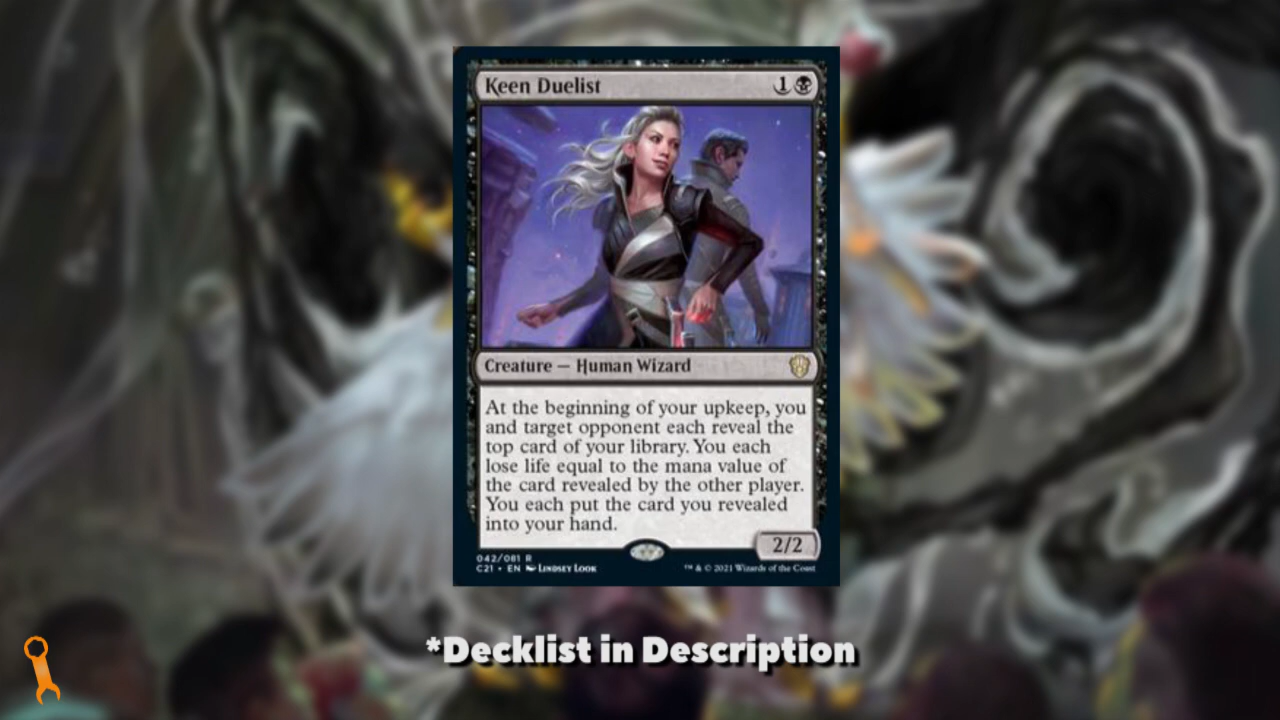 Keen Duelist 1
Creature — Human Wizard
At the beginning of your upkeep, you
and target opponent each reveal the
top card of your library. You each
lose life equal to the mana value of
the card revealed by the other player.
You each put the card you revealed
into your hand.
2/2
042/081 R
C21 • EN Lindsey Look
™ & © 2021 Wizards of the Coast
*Decklist in Description